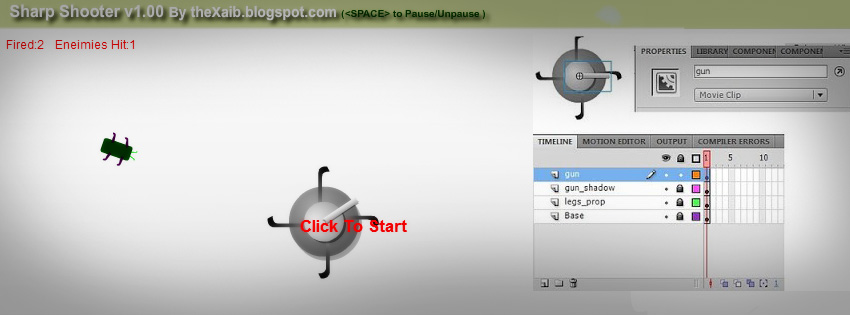 Sharp Shooter v1.00 By theXaib.blogspot.com (<SPACE> to Pause/Unpause )
Fired:2 Eneimies Hit:1
Click To Start
PROPERTIES LIBRARY COMPONEN COMPONEN
gun
Movie Clip
TIMELINE MOTION EDITOR OUTPUT COMPILER ERRORS
1 5 10
gun
gun_shadow
legs_prop
Base
1